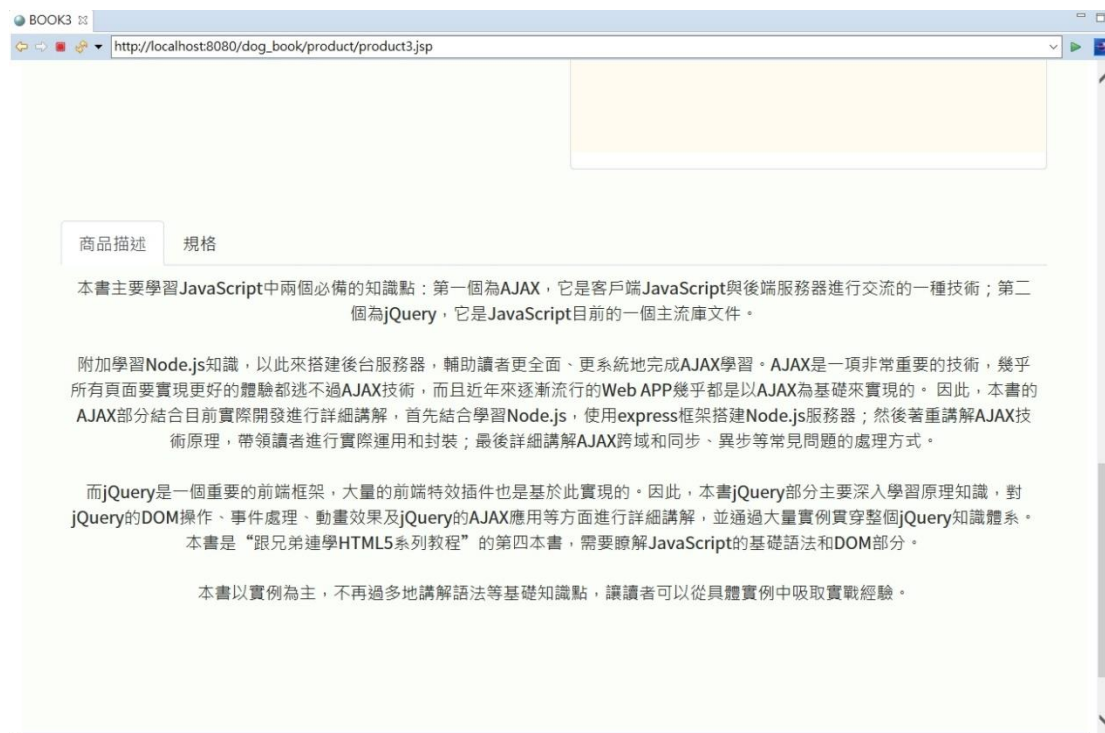 BOOK3
http://localhost:8080/dog_book/product/product3.jsp
商品描述
規格
本書主要學習JavaScript中兩個必備的知識點：第一個為AJAX，它是客戶端JavaScript與後端服務器進行交流的一種技術；第二
個為jQuery，它是JavaScript目前的一個主流庫文件。
附加學習Node.js知識，以此來搭建後台服務器，輔助讀者更全面、更系統地完成AJAX學習。AJAX是一項非常重要的技術，幾乎
所有頁面要實現更好的體驗都逃不過AJAX技術，而且近年來逐漸流行的Web APP幾乎都是以AJAX為基礎來實現的。 因此，本書的
AJAX部分結合目前實際開發進行詳細講解，首先結合學習Node.js，使用express框架搭建Node.js服務器；然後著重講解AJAX技
術原理，帶領讀者進行實際運用和封裝；最後詳細講解AJAX跨域和同步、異步等常見問題的處理方式。
而jQuery是一個重要的前端框架，大量的前端特效插件也是基於此實現的。因此，本書jQuery部分主要深入學習原理知識，對
jQuery的DOM操作、事件處理、動畫效果及jQuery的AJAX應用等方面進行詳細講解，並通過大量實例貫穿整個jQuery知識體系。
本書是“跟兄弟連學HTML5系列教程”的第四本書，需要瞭解JavaScript的基礎語法和DOM部分。
本書以實例為主，不再過多地講解語法等基礎知識點，讓讀者可以從具體實例中吸取實戰經驗。